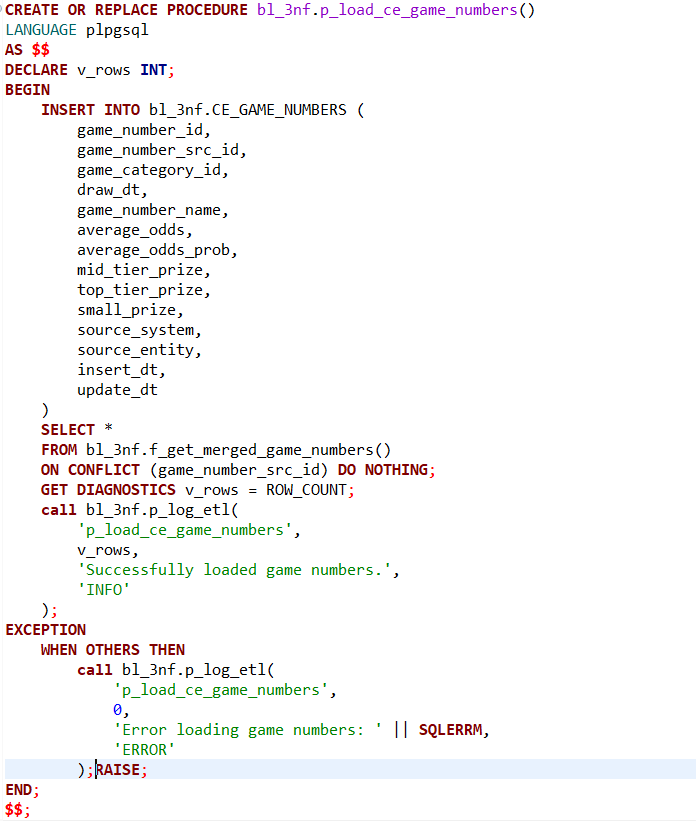 CREATE OR REPLACE PROCEDURE bl_3nf.p_load_ce_game_numbers()
LANGUAGE plpgsql
AS $$
DECLARE v_rows INT;
BEGIN
    INSERT INTO bl_3nf.CE_GAME_NUMBERS (
        game_number_id,
        game_number_src_id,
        game_category_id,
        draw_dt,
        game_number_name,
        average_odds,
        average_odds_prob,
        mid_tier_prize,
        top_tier_prize,
        small_prize,
        source_system,
        source_entity,
        insert_dt,
        update_dt
    )
    SELECT *
    FROM bl_3nf.f_get_merged_game_numbers()
    ON CONFLICT (game_number_src_id) DO NOTHING;
    GET DIAGNOSTICS v_rows = ROW_COUNT;
    call bl_3nf.p_log_etl(
        'p_load_ce_game_numbers',
        v_rows,
        'Successfully loaded game numbers.',
        'INFO'
    );
EXCEPTION
    WHEN OTHERS THEN
        call bl_3nf.p_log_etl(
            'p_load_ce_game_numbers',
            0,
            'Error loading game numbers: ' || SQLERRM,
            'ERROR'
        );RAISE;
END;
$$;